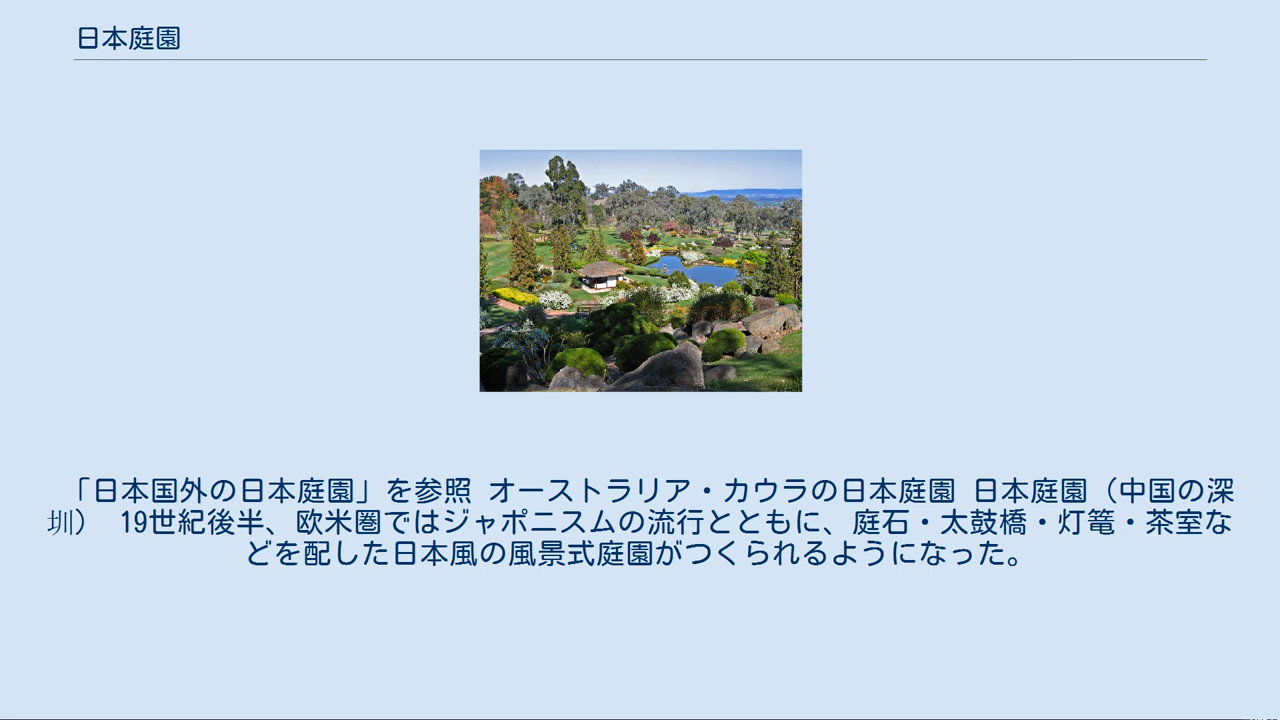 日本庭園
「日本国外の日本庭園」を参照 オーストラリア・カウラの日本庭園 日本庭園（中国の深
圳） 19世紀後半、欧米圏ではジャポニスムの流行とともに、庭石・太鼓橋・灯篭・茶室な
どを配した日本風の風景式庭園がつくられるようになった。